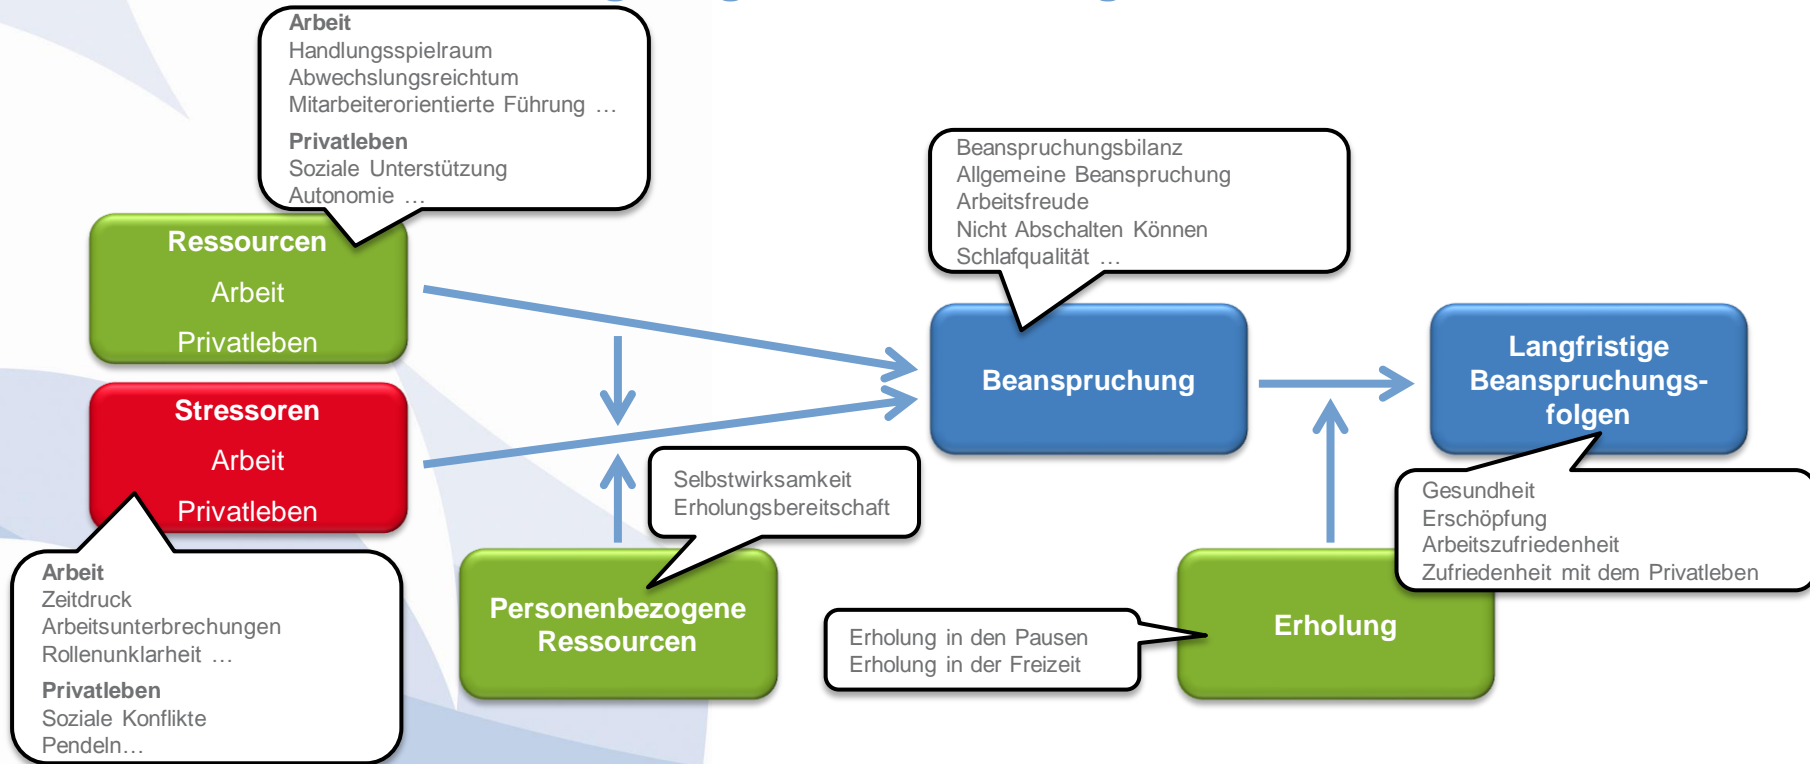 Arbeit
Handlungsspielraum
Abwechslungsreichtum
Mitarbeiterorientierte Führung …
Privatleben
Soziale Unterstützung
Autonomie …
Ressourcen
Arbeit
Privatleben
Stressoren
Arbeit
Privatleben
Arbeit
Zeitdruck
Arbeitsunterbrechungen
Rollenunklarheit …
Privatleben
Soziale Konflikte
Pendeln…
Selbstwirksamkeit
Erholungsbereitschaft
Personenbezogene
Ressourcen
Beanspruchungsbilanz
Allgemeine Beanspruchung
Arbeitsfreude
Nicht Abschalten Können
Schlafqualität …
Beanspruchung
Langfristige
Beanspruchungs-
folgen
Gesundheit
Erschöpfung
Arbeitszufriedenheit
Zufriedenheit mit dem Privatleben
Erholung in den Pausen
Erholung in der Freizeit
Erholung